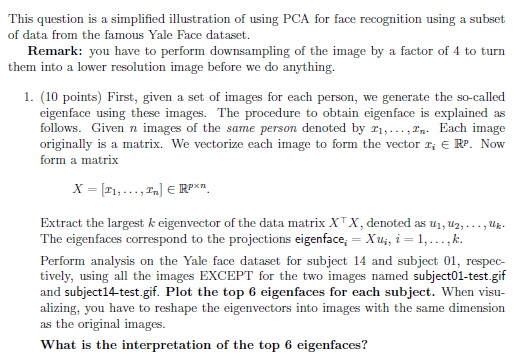 This question is a simplified illustration of using PCA for face recognition using a subset
of data from the famous Yale Face dataset.
Remark: you have to perform downsampling of the image by a factor of 4 to turn
them into a lower resolution image before we do anything.
1. (10 points) First, given a set of images for each person, we generate the so-called
eigenface using these images. The procedure to obtain eigenface is explained as
follows. Given n images of the same person denoted by x₁, . . . , xₙ. Each image
originally is a matrix. We vectorize each image to form the vector xᵢ ∈ ℝᵖ. Now
form a matrix
X = [x₁, . . . , xₙ] ∈ ℝᵖˣⁿ.
Extract the largest k eigenvector of the data matrix XᵀX, denoted as u₁, u₂, . . . , uₖ.
The eigenfaces correspond to the projections eigenfaceᵢ = Xuᵢ, i = 1, . . . , k.
Perform analysis on the Yale face dataset for subject 14 and subject 01, respec-
tively, using all the images EXCEPT for the two images named subject01-test.gif
and subject14-test.gif. Plot the top 6 eigenfaces for each subject. When visu-
alizing, you have to reshape the eigenvectors into images with the same dimension
as the original images.
What is the interpretation of the top 6 eigenfaces?